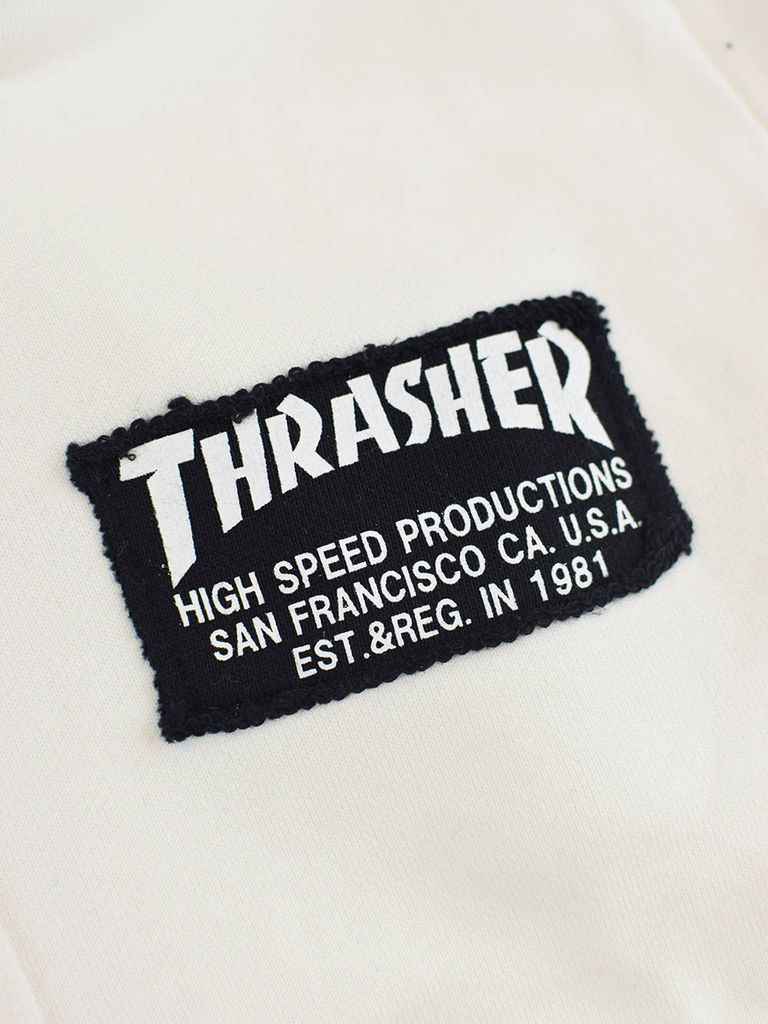 THRASHER
HIGH SPEED PRODUCTIONS
SAN FRANCISCO CA. U.S.A.
EST.&REG. IN 1981